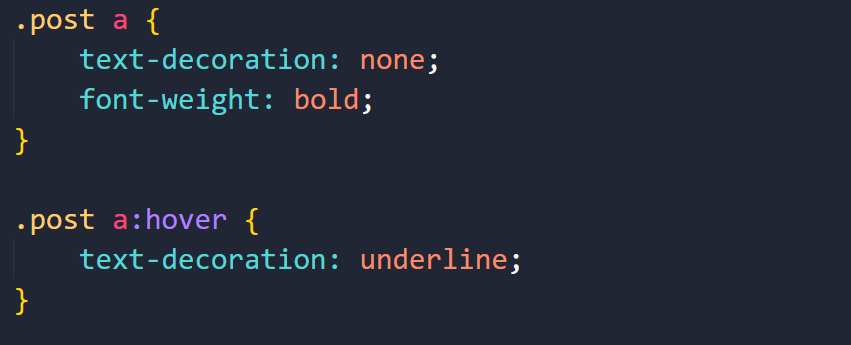 .post a {
    text-decoration: none;
    font-weight: bold;
}

.post a:hover {
    text-decoration: underline;
}